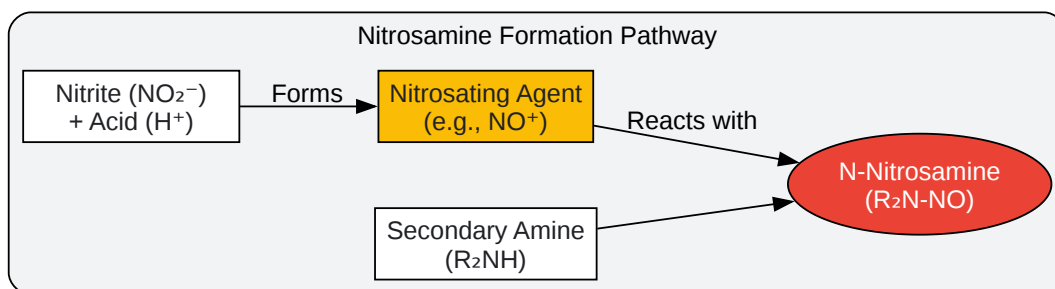 Nitrosamine Formation Pathway
Nitrite (NO₂⁻)
+ Acid (H⁺)
Forms
Nitrosating Agent
(e.g., NO⁺)
Reacts with
N-Nitrosamine
(R₂N-NO)
Secondary Amine
(R₂NH)